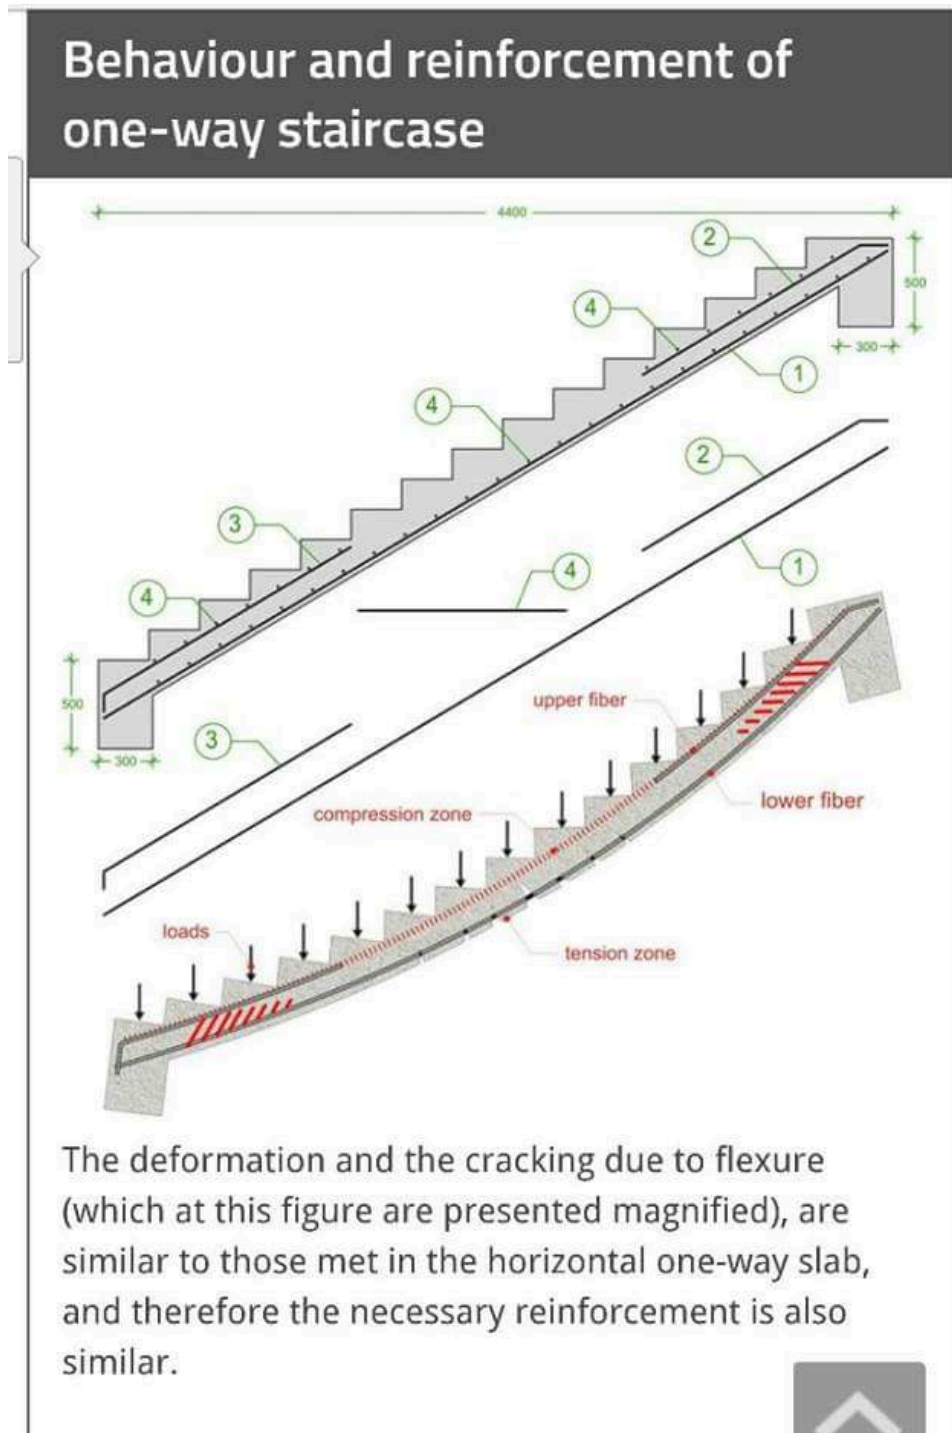 Behaviour and reinforcement of
one-way staircase
4400
2
500
4
300
1
4
2
3
1
4
4
500
upper fiber
3
300
lower fiber
compression zone
loads
tension zone
The deformation and the cracking due to flexure
(which at this figure are presented magnified), are
similar to those met in the horizontal one-way slab,
and therefore the necessary reinforcement is also
similar.